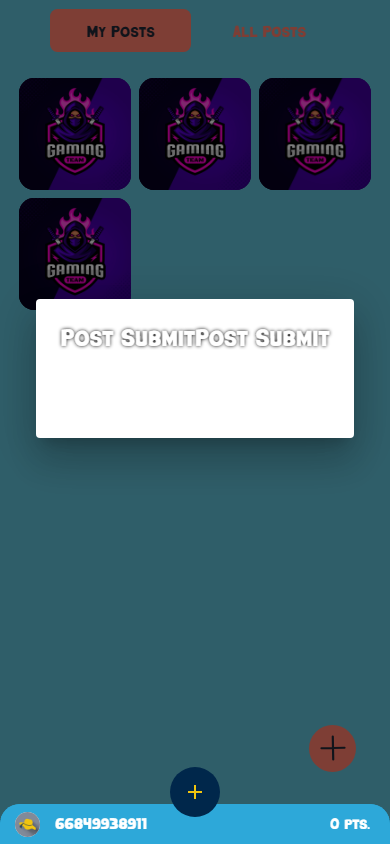 My Posts
All Posts
GAMING
TEAM
GAMING
TEAM
GAMING
TEAM
GAMING
TEAM
Post SubmitPost Submit
66849938911
0 pts.